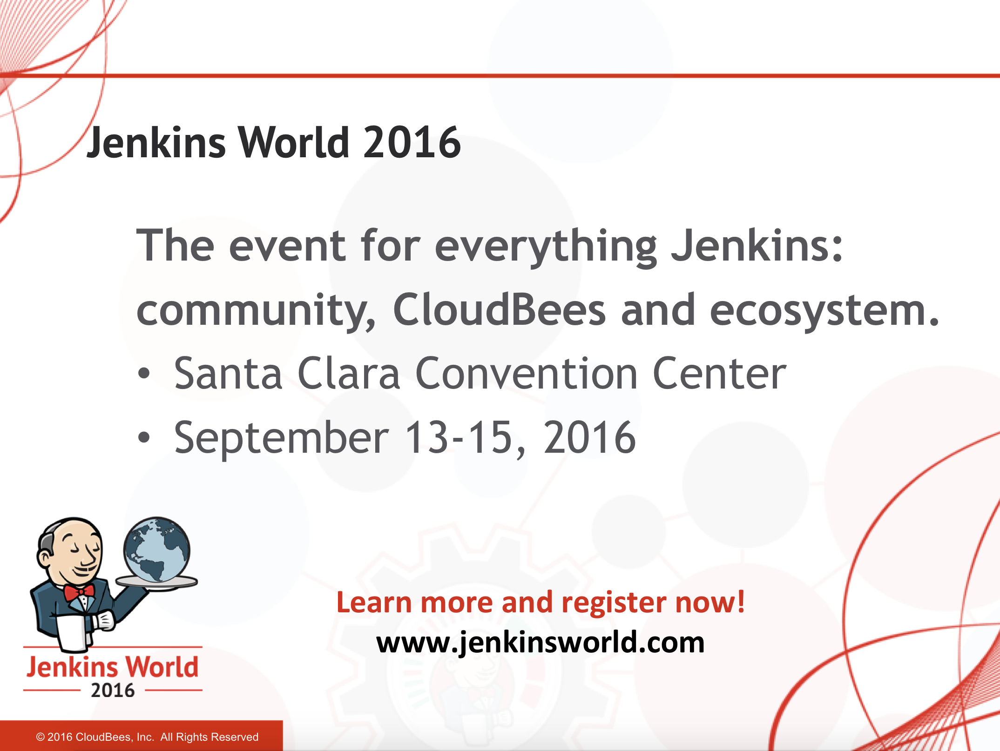 Jenkins World 2016
The event for everything Jenkins:
community, CloudBees and ecosystem.
• Santa Clara Convention Center
• September 13-15, 2016
Learn more and register now!
www.jenkinsworld.com
Jenkins World
2016
© 2016 CloudBees, Inc.  All Rights Reserved